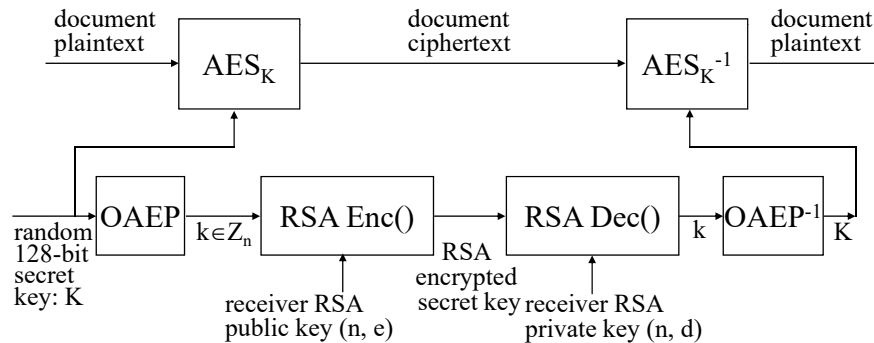 document
plaintext
document
ciphertext
document
plaintext
AES_K
AES_K^-1
OAEP
RSA Enc()
RSA Dec()
OAEP^-1
random
128-bit
secret
key: K
k∈Z_n
RSA
encrypted
secret key
k
K
receiver RSA
public key (n, e)
receiver RSA
private key (n, d)